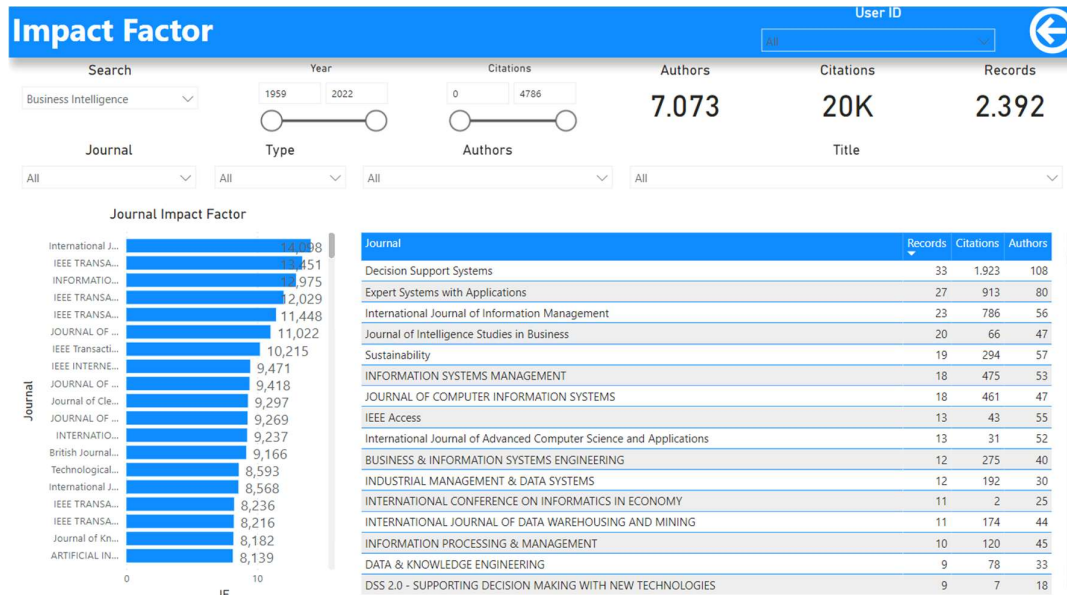 User ID
Impact Factor
All
Search
Year
Citations
Authors
Citations
Records
Business Intelligence
1959
2022
0
4786
7.073
20K
2.392
Journal
Type
Authors
Title
All
All
All
All
Journal Impact Factor
Journal
International J... 14,098
IEEE TRANSA... 13,451
INFORMATIO... 12,975
IEEE TRANSA... 12,029
IEEE TRANSA... 11,448
JOURNAL OF ... 11,022
IEEE Transacti... 10,215
IEEE INTERNE... 9,471
JOURNAL OF ... 9,418
Journal of Cle... 9,297
JOURNAL OF ... 9,269
INTERNATIO... 9,237
British Journal... 9,166
Technological... 8,593
International J... 8,568
IEEE TRANSA... 8,236
IEEE TRANSA... 8,216
Journal of Kn... 8,182
ARTIFICIAL IN... 8,139
0 10
IF
Journal Records Citations Authors
Decision Support Systems 33 1.923 108
Expert Systems with Applications 27 913 80
International Journal of Information Management 23 786 56
Journal of Intelligence Studies in Business 20 66 47
Sustainability 19 294 57
INFORMATION SYSTEMS MANAGEMENT 18 475 53
JOURNAL OF COMPUTER INFORMATION SYSTEMS 18 461 47
IEEE Access 13 43 55
International Journal of Advanced Computer Science and Applications 13 31 52
BUSINESS & INFORMATION SYSTEMS ENGINEERING 12 275 40
INDUSTRIAL MANAGEMENT & DATA SYSTEMS 12 192 30
INTERNATIONAL CONFERENCE ON INFORMATICS IN ECONOMY 11 2 25
INTERNATIONAL JOURNAL OF DATA WAREHOUSING AND MINING 11 174 44
INFORMATION PROCESSING & MANAGEMENT 10 120 45
DATA & KNOWLEDGE ENGINEERING 9 78 33
DSS 2.0 - SUPPORTING DECISION MAKING WITH NEW TECHNOLOGIES 9 7 18